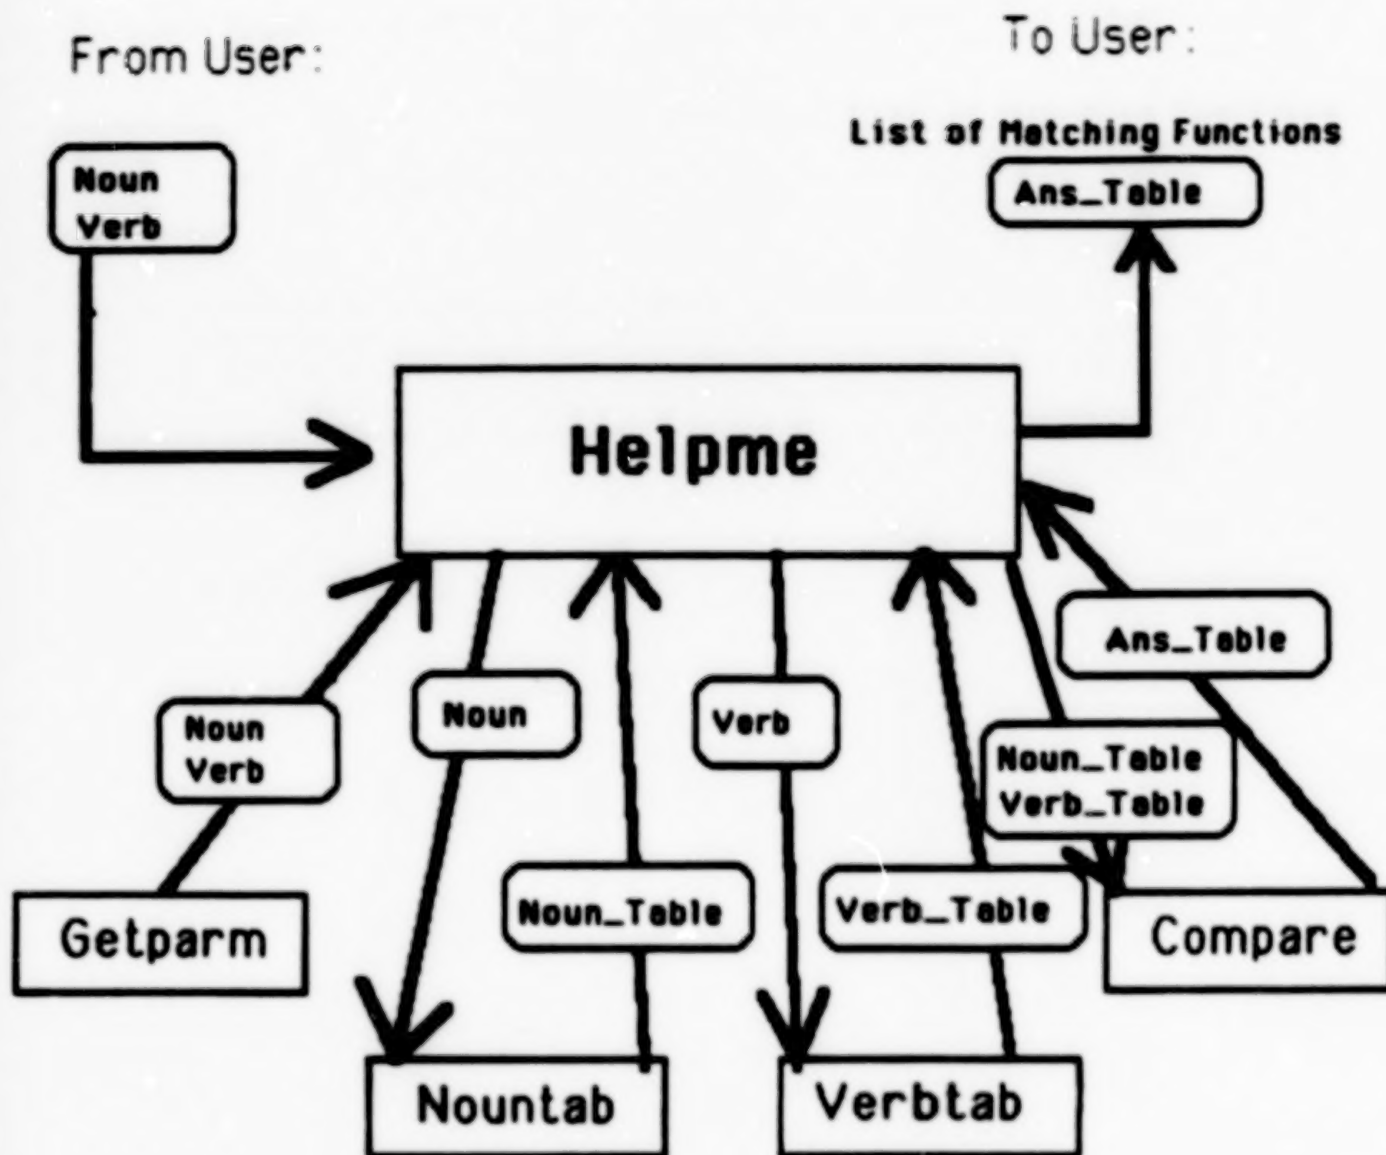 From User:
To User:
List of Matching Functions
Noun
Verb
Ans_Table
Helpme
Ans_Table
Noun
Verb
Noun
Verb
Noun_Table
Verb_Table
Noun_Table
Verb_Table
Getparm
Compare
Nountab
Verbtab